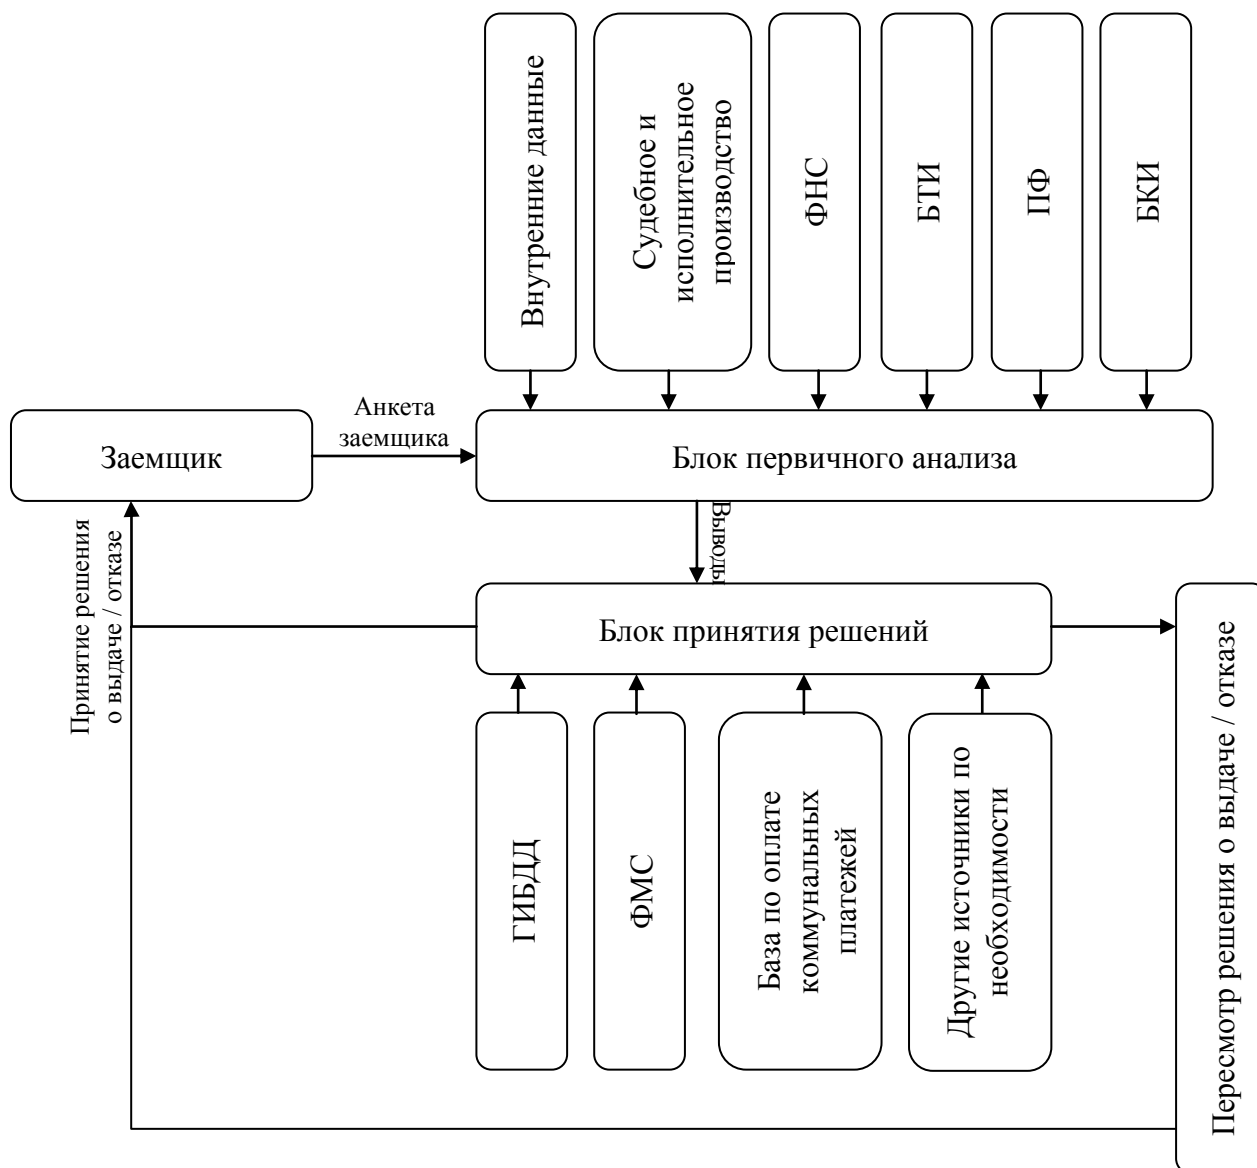 Внутренние данные
Судебное и
исполнительное
производство
ФНС
БТИ
ПФ
БКИ
Анкета
заемщика
Заемщик
Блок первичного анализа
Выводы
Принятие решения
о выдаче / отказе
Блок принятия решений
ГИБДД
ФМС
База по оплате
коммунальных
платежей
Другие источники по
необходимости
Пересмотр решения о выдаче / отказе